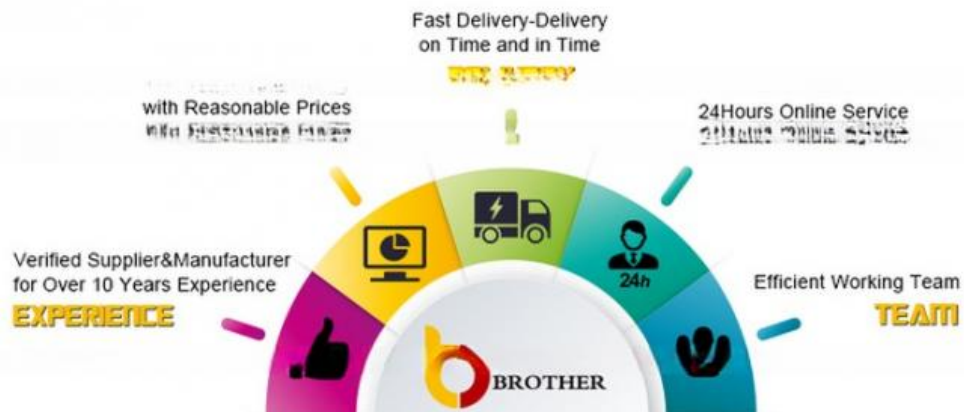 Fast Delivery-Delivery
on Time and in Time
with Reasonable Prices
24Hours Online Service
24h
Verified Supplier&Manufacturer
for Over 10 Years Experience
EXPERIENCE
Efficient Working Team
TEAM
BROTHER